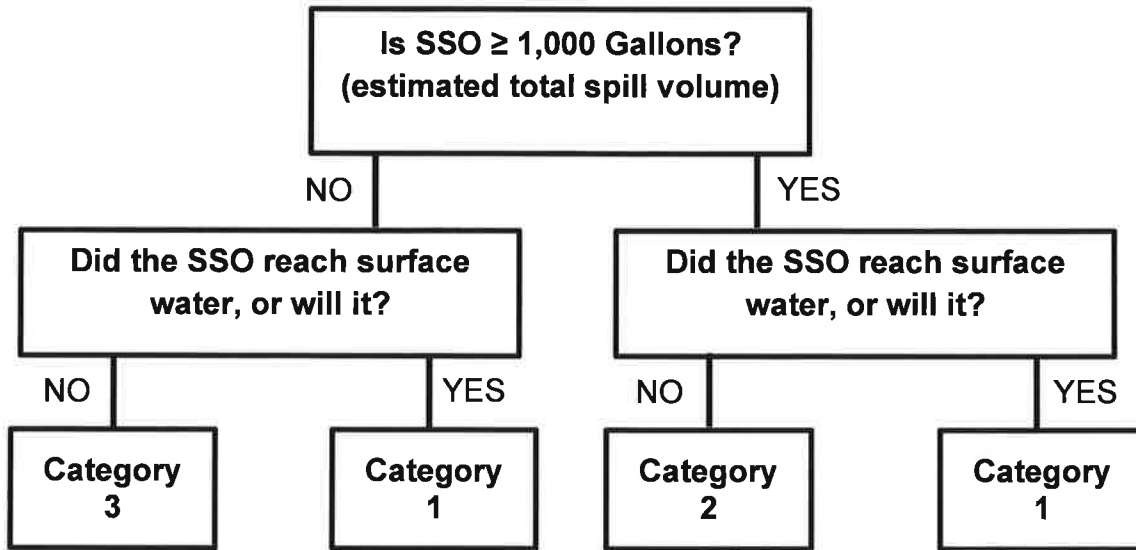 Is SSO ≥ 1,000 Gallons?
(estimated total spill volume)
NO
YES
Did the SSO reach surface
water, or will it?
Did the SSO reach surface
water, or will it?
NO
YES
NO
YES
Category
3
Category
1
Category
2
Category
1